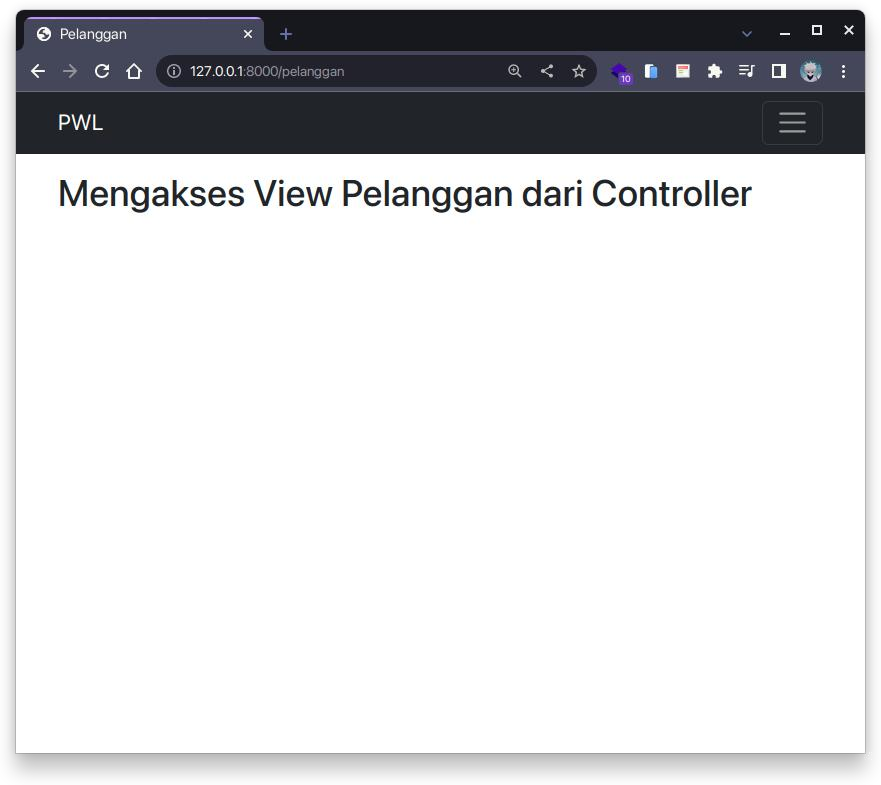 Pelanggan
127.0.0.1:8000/pelanggan
10
PWL
Mengakses View Pelanggan dari Controller